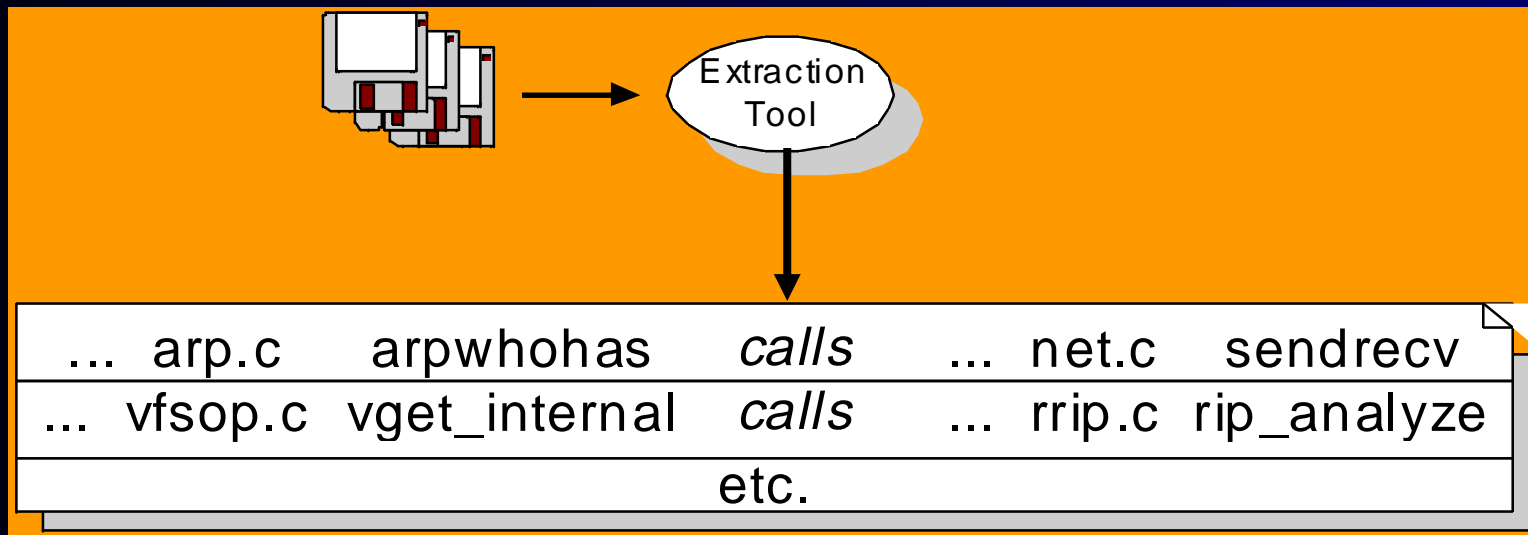 Extraction
Tool
... arp.c arpwhohas calls ... net.c sendrecv
... vfsop.c vget_internal calls ... rrip.c rip_analyze
etc.